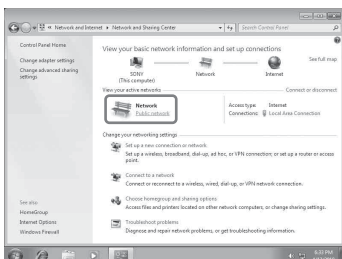 « Network and Internet ▸ Network and Sharing Center
Search Control Panel
Control Panel Home
Change adapter settings
Change advanced sharing
settings
View your basic network information and set up connections
See full map
SONY
(This computer)
Network
Internet
View your active networks
Connect or disconnect
Network
Public network
Access type: Internet
Connections: Local Area Connection
Change your networking settings
Set up a new connection or network
Set up a wireless, broadband, dial-up, ad hoc, or VPN connection; or set up a router or access
point.
Connect to a network
Connect or reconnect to a wireless, wired, dial-up, or VPN network connection.
Choose homegroup and sharing options
Access files and printers located on other network computers, or change sharing settings.
Troubleshoot problems
Diagnose and repair network problems, or get troubleshooting information.
See also
HomeGroup
Internet Options
Windows Firewall
8:33 PM